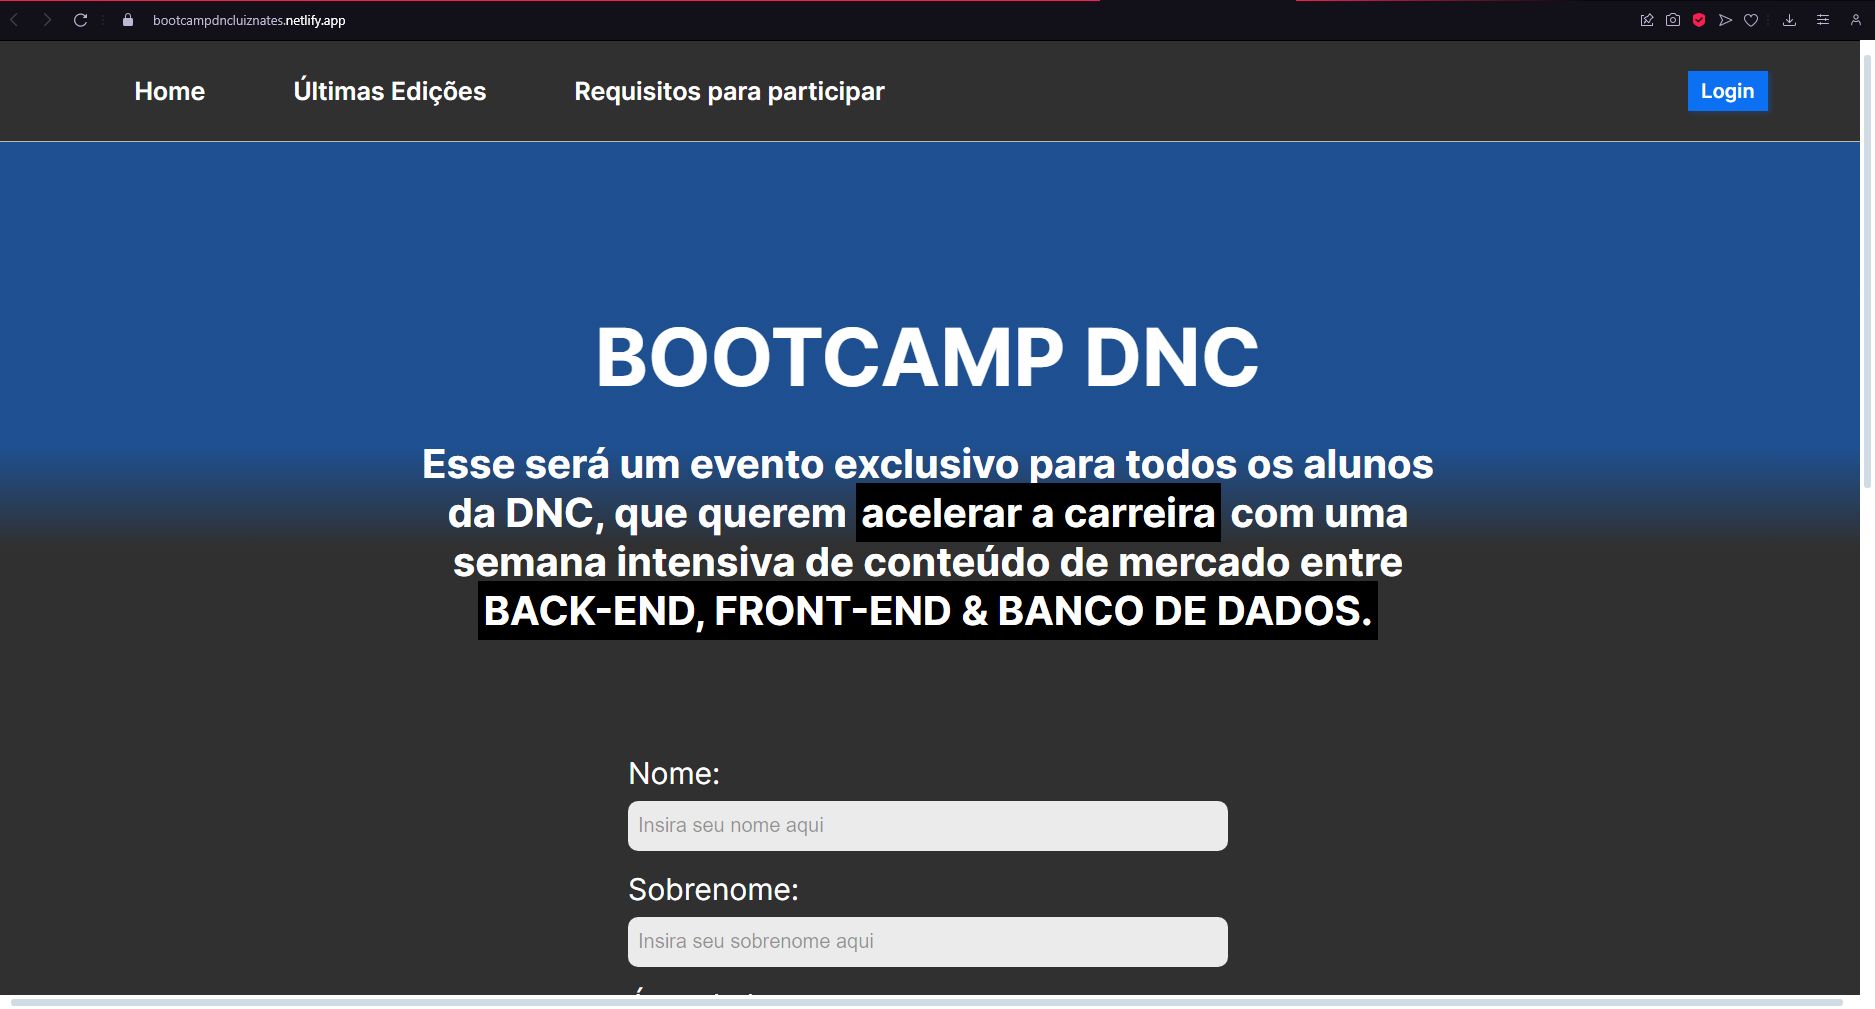 bootcampdncluiznates.netlify.app
Home Últimas Edições Requisitos para participar Login
BOOTCAMP DNC
Esse será um evento exclusivo para todos os alunos
da DNC, que querem acelerar a carreira com uma
semana intensiva de conteúdo de mercado entre
BACK-END, FRONT-END & BANCO DE DADOS.
Nome:
Insira seu nome aqui
Sobrenome:
Insira seu sobrenome aqui